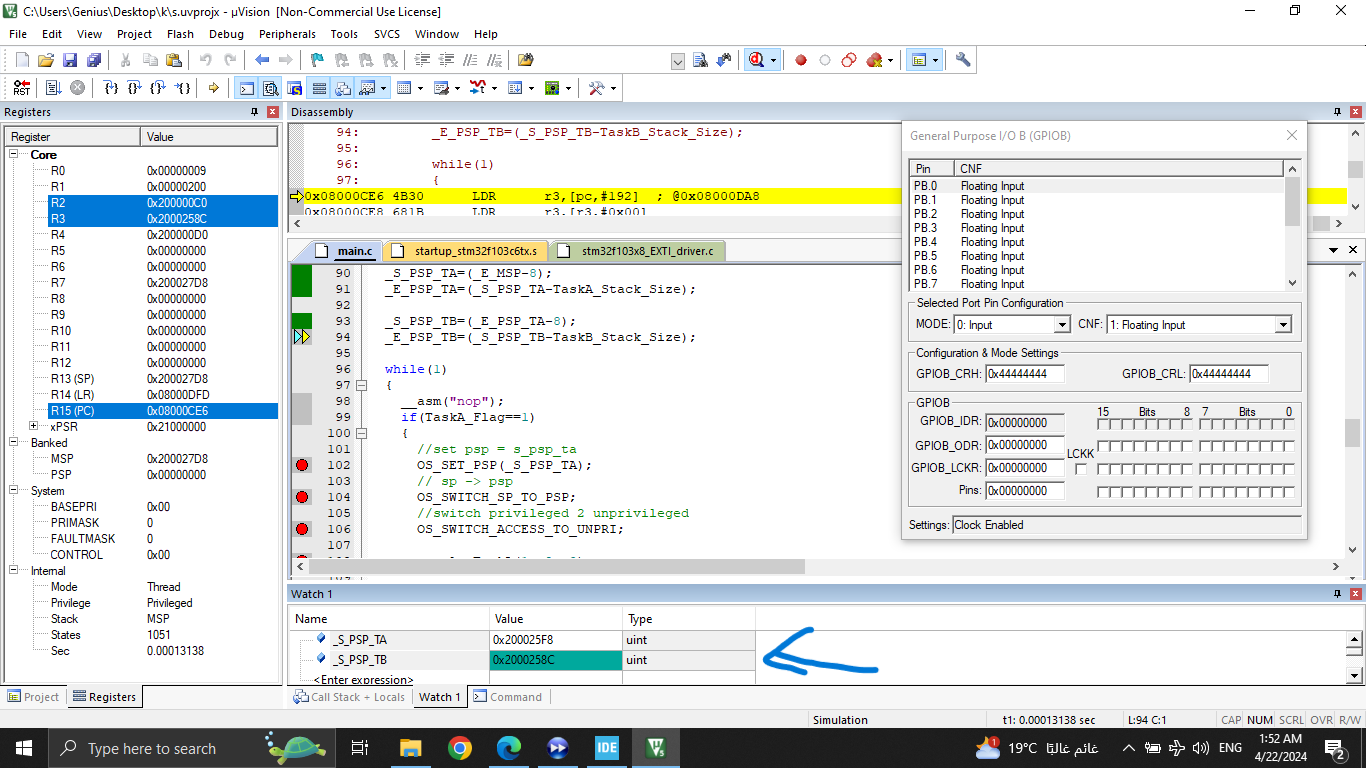 C:\Users\Genius\Desktop\k\s.uvprojx - µVision [Non-Commercial Use License]
File Edit View Project Flash Debug Peripherals Tools SVCS Window Help
Registers
Register Value
Core
R0 0x00000009
R1 0x00000200
R2 0x200000C0
R3 0x2000258C
R4 0x200000D0
R5 0x00000000
R6 0x00000000
R7 0x200027D8
R8 0x00000000
R9 0x00000000
R10 0x00000000
R11 0x00000000
R12 0x00000000
R13 (SP) 0x200027D8
R14 (LR) 0x08000DFD
R15 (PC) 0x08000CE6
xPSR 0x21000000
Banked
MSP 0x200027D8
PSP 0x00000000
System
BASEPRI 0x00
PRIMASK 0
FAULTMASK 0
CONTROL 0x00
Internal
Mode Thread
Privilege Privileged
Stack MSP
States 1051
Sec 0.00013138
Project Registers
Disassembly
94: _E_PSP_TB=(_S_PSP_TB-TaskB_Stack_Size);
95:
96: while(1)
97: {
0x08000CE6 4B30 LDR r3,[pc,#192] ; @0x08000DA8
0x08000CE8 681B LDR r3,[r3,#0x00]
main.c startup_stm32f103c6tx.s stm32f103x8_EXTI_driver.c
90 _S_PSP_TA=(_E_MSP-8);
91 _E_PSP_TA=(_S_PSP_TA-TaskA_Stack_Size);
92
93 _S_PSP_TB=(_E_PSP_TA-8);
94 _E_PSP_TB=(_S_PSP_TB-TaskB_Stack_Size);
95
96 while(1)
97 {
98 __asm("nop");
99 if(TaskA_Flag==1)
100 {
101 //set psp = s_psp_ta
102 OS_SET_PSP(_S_PSP_TA);
103 // sp -> psp
104 OS_SWITCH_SP_TO_PSP;
105 //switch privileged 2 unprivileged
106 OS_SWITCH_ACCESS_TO_UNPRI;
107
General Purpose I/O B (GPIOB)
Pin CNF
PB.0 Floating Input
PB.1 Floating Input
PB.2 Floating Input
PB.3 Floating Input
PB.4 Floating Input
PB.5 Floating Input
PB.6 Floating Input
PB.7 Floating Input
Selected Port Pin Configuration
MODE: 0: Input CNF: 1: Floating Input
Configuration & Mode Settings
GPIOB_CRH: 0x44444444 GPIOB_CRL: 0x44444444
GPIOB
15 Bits 8 7 Bits 0
GPIOB_IDR: 0x00000000
GPIOB_ODR: 0x00000000
LCKK
GPIOB_LCKR: 0x00000000
Pins: 0x00000000
Settings: Clock Enabled
Watch 1
Name Value Type
_S_PSP_TA 0x200025F8 uint
_S_PSP_TB 0x2000258C uint
<Enter expression>
Call Stack + Locals Watch 1 Command
Simulation t1: 0.00013138 sec L:94 C:1 CAP NUM SCRL OVR R/W
Type here to search
IDE
19°C غائم غالبًا
ENG
1:52 AM
4/22/2024
2